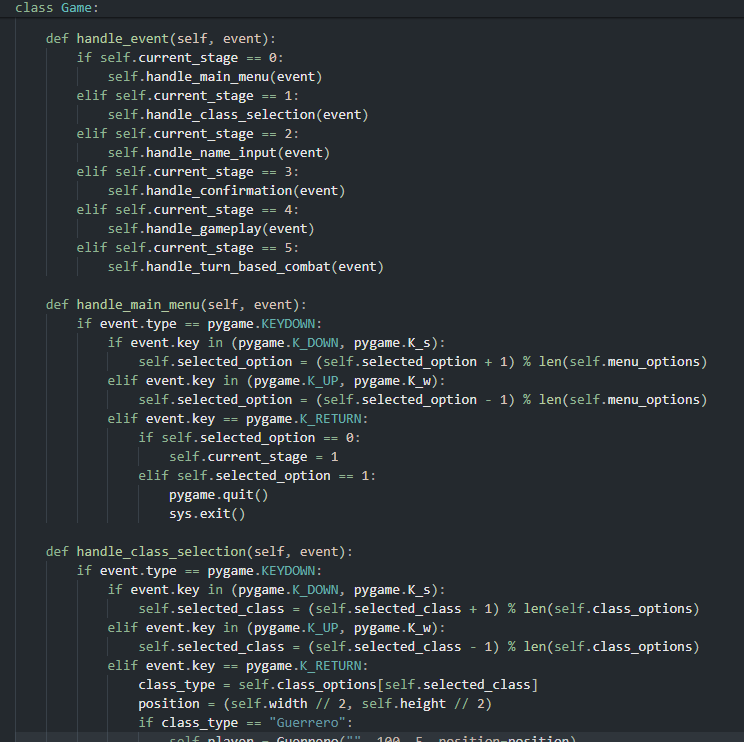 class Game:
    def handle_event(self, event):
        if self.current_stage == 0:
            self.handle_main_menu(event)
        elif self.current_stage == 1:
            self.handle_class_selection(event)
        elif self.current_stage == 2:
            self.handle_name_input(event)
        elif self.current_stage == 3:
            self.handle_confirmation(event)
        elif self.current_stage == 4:
            self.handle_gameplay(event)
        elif self.current_stage == 5:
            self.handle_turn_based_combat(event)
    def handle_main_menu(self, event):
        if event.type == pygame.KEYDOWN:
            if event.key in (pygame.K_DOWN, pygame.K_s):
                self.selected_option = (self.selected_option + 1) % len(self.menu_options)
            elif event.key in (pygame.K_UP, pygame.K_w):
                self.selected_option = (self.selected_option - 1) % len(self.menu_options)
            elif event.key == pygame.K_RETURN:
                if self.selected_option == 0:
                    self.current_stage = 1
                elif self.selected_option == 1:
                    pygame.quit()
                    sys.exit()
    def handle_class_selection(self, event):
        if event.type == pygame.KEYDOWN:
            if event.key in (pygame.K_DOWN, pygame.K_s):
                self.selected_class = (self.selected_class + 1) % len(self.class_options)
            elif event.key in (pygame.K_UP, pygame.K_w):
                self.selected_class = (self.selected_class - 1) % len(self.class_options)
            elif event.key == pygame.K_RETURN:
                class_type = self.class_options[self.selected_class]
                position = (self.width // 2, self.height // 2)
                if class_type == "Guerrero":
                    self.player = Guerrero("", 100, 5, position=position)